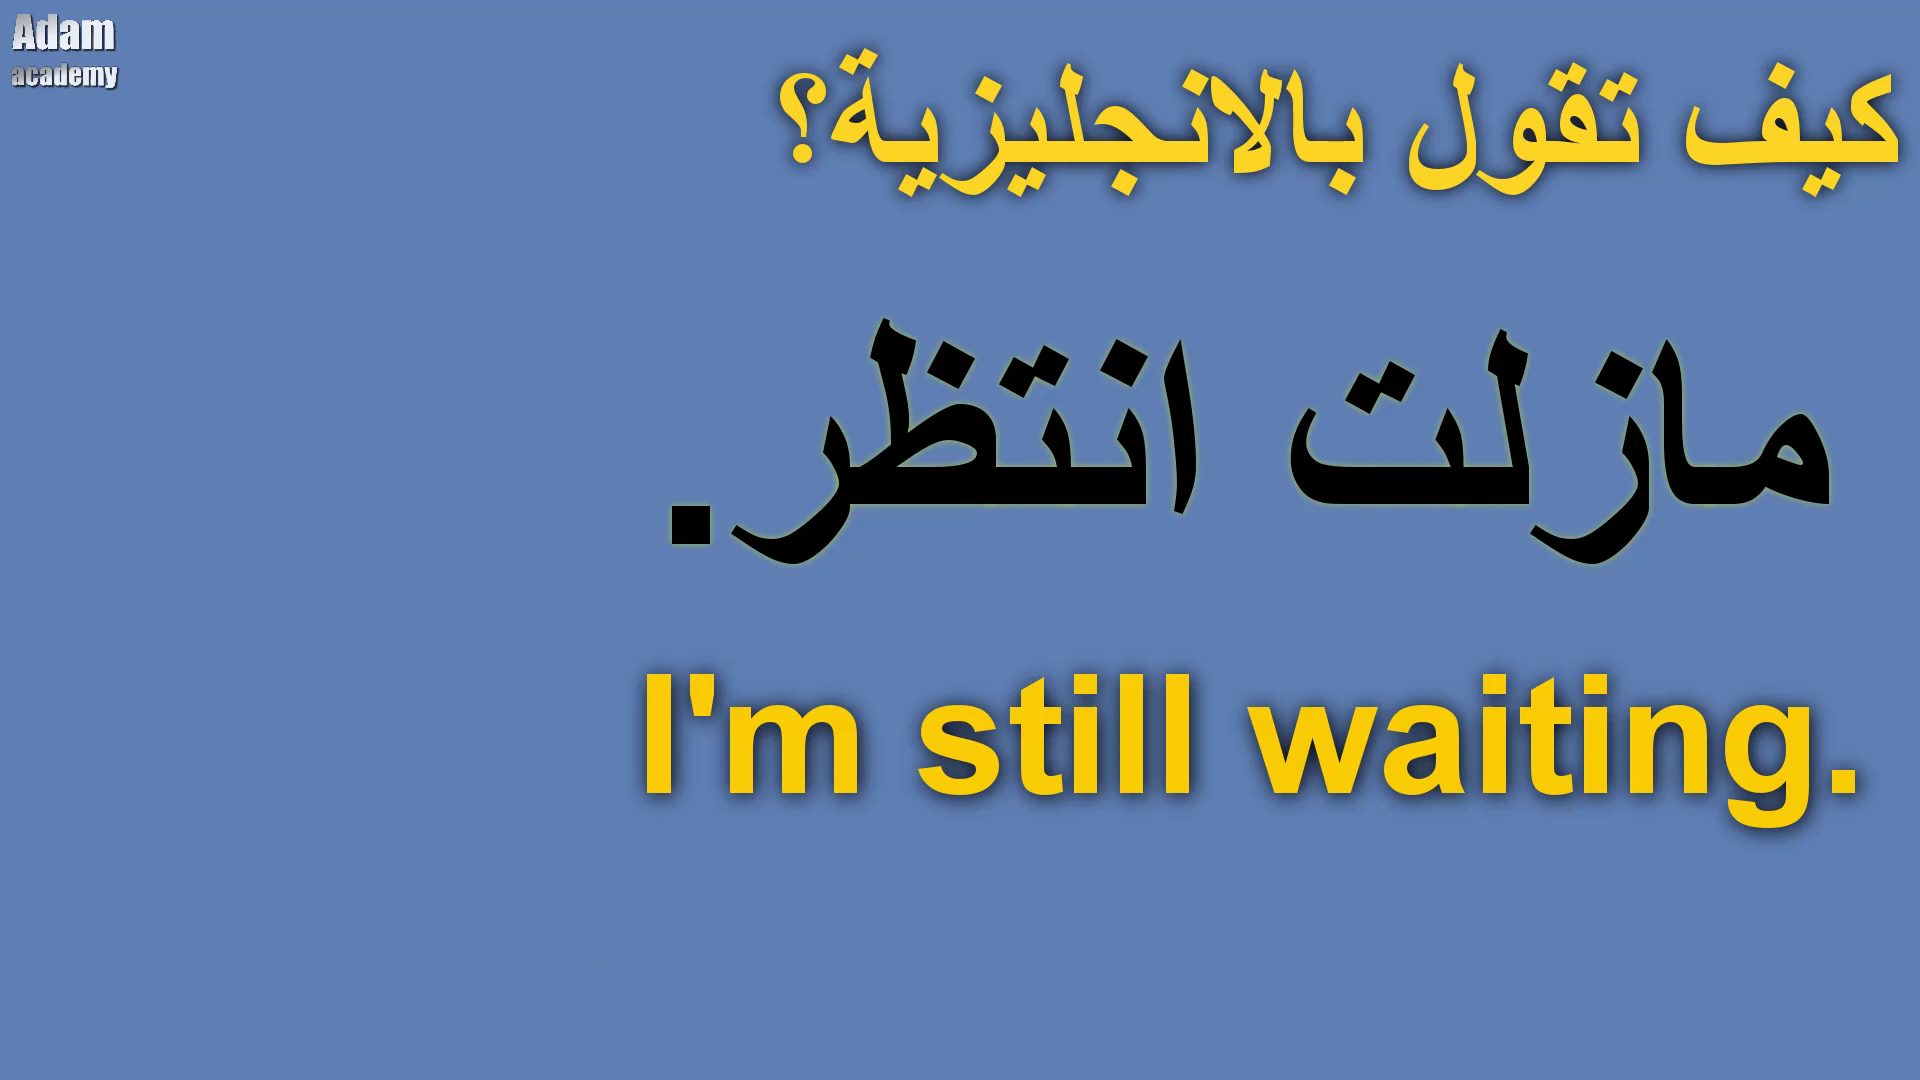 Adam
academy
كيف تقول بالانجليزية؟
مازلت انتظر.
I'm still waiting.